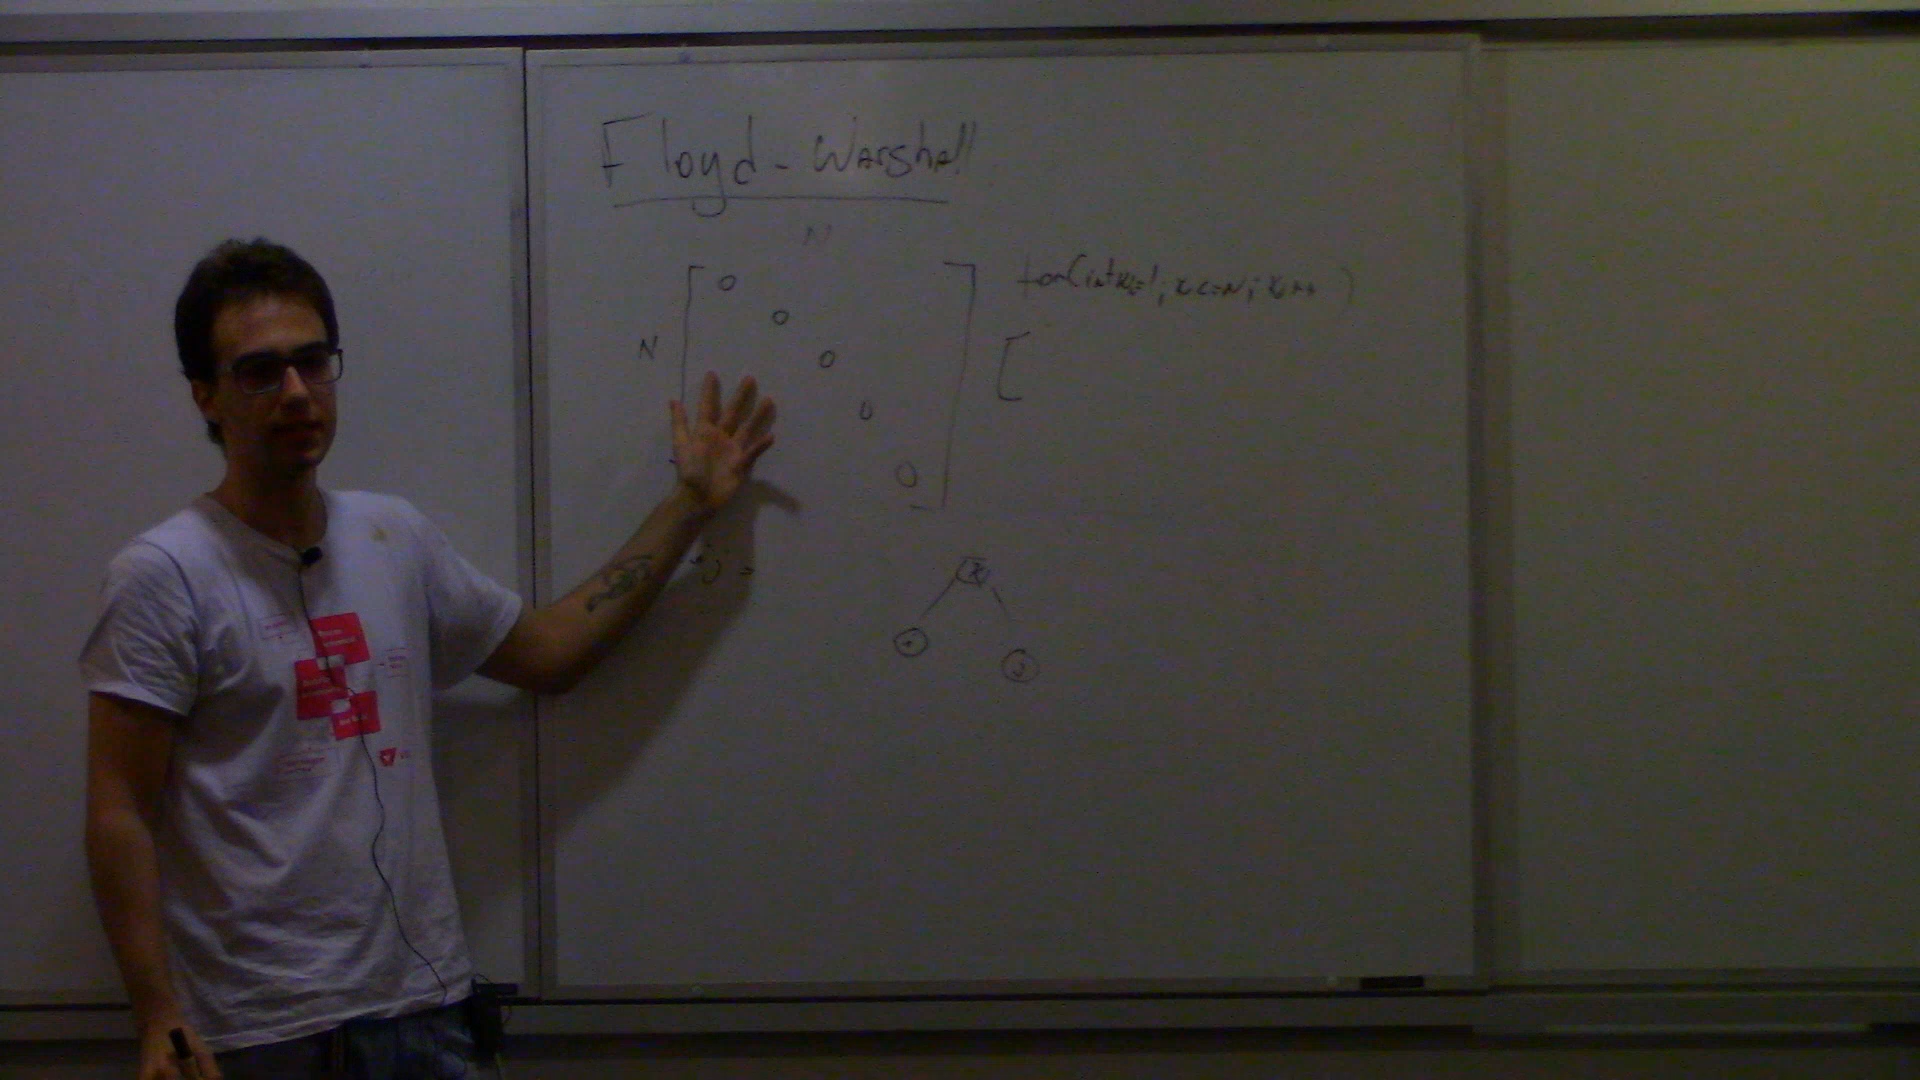 Floyd-Warshall
N
N
0
0
0
0
0
for(int k=1; k<=N; k++)
[
j =
k
j